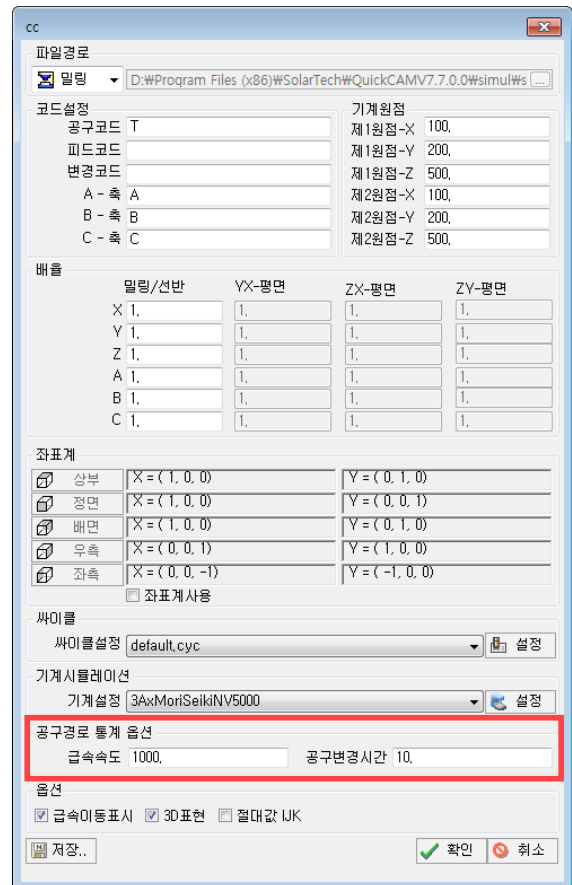 cc
파일경로
밀링 D:₩Program Files (x86)₩SolarTech₩QuickCAMV7.7.0.0₩simul₩s ...
코드설정 기계원점
공구코드 T 제1원점-X 100,
피드코드 제1원점-Y 200,
변경코드 제1원점-Z 500,
A - 축 A 제2원점-X 100,
B - 축 B 제2원점-Y 200,
C - 축 C 제2원점-Z 500,
배율
밀링/선반 YX-평면 ZX-평면 ZY-평면
X 1, 1, 1, 1,
Y 1, 1, 1, 1,
Z 1, 1, 1, 1,
A 1, 1, 1, 1,
B 1, 1, 1, 1,
C 1, 1, 1, 1,
좌표계
상부 X = ( 1, 0, 0) Y = ( 0, 1, 0)
정면 X = ( 1, 0, 0) Y = ( 0, 0, 1)
배면 X = ( 1, 0, 0) Y = ( 0, 1, 0)
우측 X = ( 0, 0, 1) Y = ( 1, 0, 0)
좌측 X = ( 0, 0, -1) Y = ( -1, 0, 0)
좌표계사용
싸이클
싸이클설정 default,cyc 설정
기계시뮬레이션
기계설정 3AxMoriSeikiNV5000 설정
공구경로 통계 옵션
급속속도 1000, 공구변경시간 10,
옵션
급속이동표시 3D표현 절대값 IJK
저장.. 확인 취소